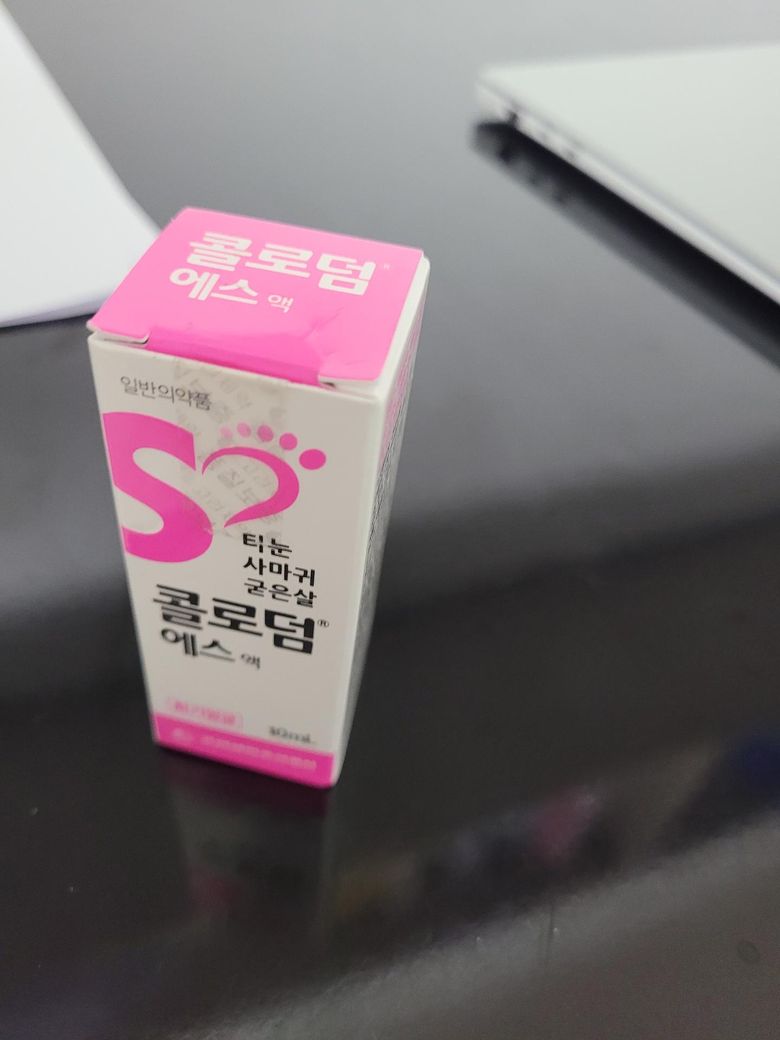 콜로덤®
에스 액
일반의약품
티눈
사마귀
굳은살
콜로덤®
에스 액
10mL